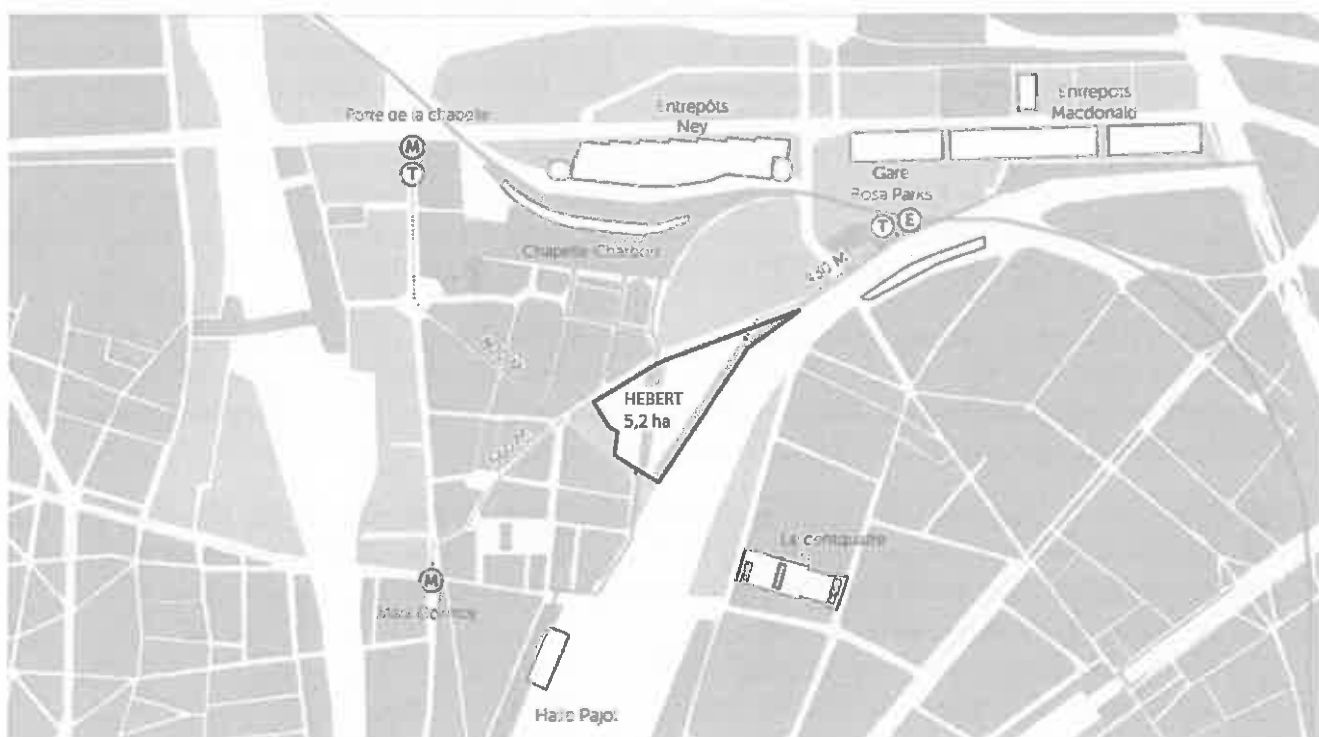 Porte de la chapelle
M
T
Entrepôts
Ney
Entrepots
Macdonald
Gare
Rosa Parks
T E
Chapelle Charbon
430 M
HEBERT
5,2 ha
M
Marx Dormoy
Le centquatre
Halle Pajol